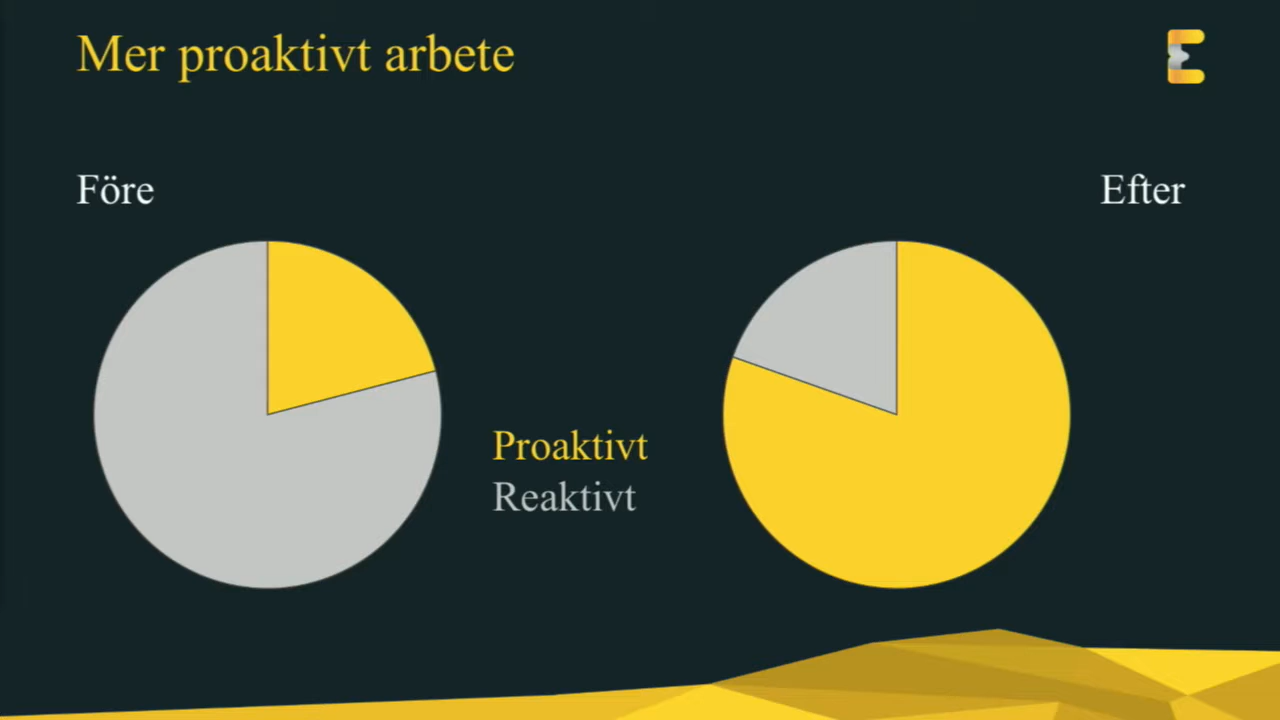 Mer proaktivt arbete
Före
Efter
Proaktivt
Reaktivt